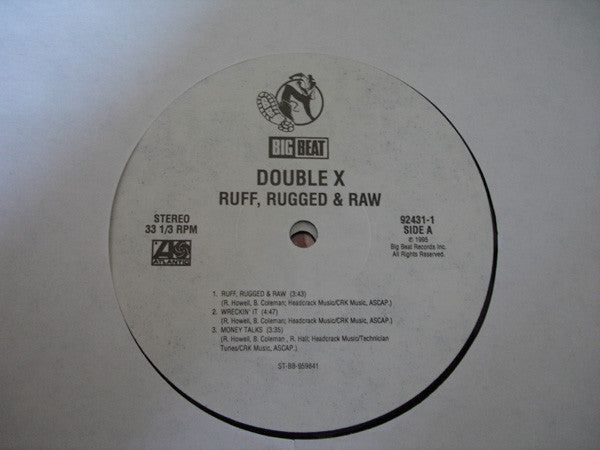 BIG BEAT
DOUBLE X
RUFF, RUGGED & RAW
STEREO
33 1/3 RPM
ATLANTIC
92431-1
SIDE A
℗ 1995
Big Beat Records Inc.
All Rights Reserved.
1. RUFF, RUGGED & RAW (3:43)
(R. Howell, B. Coleman; Headcrack Music/CRK Music, ASCAP.)
2. WRECKIN' IT (4:47)
(R. Howell, B. Coleman; Headcrack Music/CRK Music, ASCAP.)
3. MONEY TALKS (3:35)
(R. Howell, B. Coleman , R. Hall; Headcrack Music/Technician
Tunes/CRK Music, ASCAP.)
ST-BB-959841